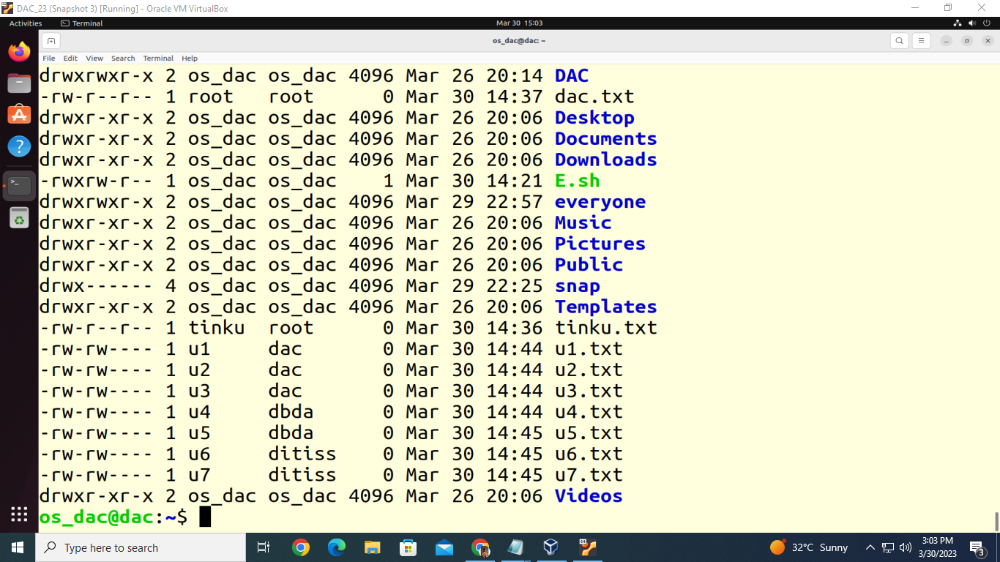 DAC_23 (Snapshot 3) [Running] - Oracle VM VirtualBox
Activities Terminal Mar 30 15:03
os_dac@dac: ~
File Edit View Search Terminal Help
drwxrwxr-x 2 os_dac os_dac 4096 Mar 26 20:14 DAC
-rw-r--r-- 1 root   root      0 Mar 30 14:37 dac.txt
drwxr-xr-x 2 os_dac os_dac 4096 Mar 26 20:06 Desktop
drwxr-xr-x 2 os_dac os_dac 4096 Mar 26 20:06 Documents
drwxr-xr-x 2 os_dac os_dac 4096 Mar 26 20:06 Downloads
-rwxrw-r-- 1 os_dac os_dac    1 Mar 30 14:21 E.sh
drwxrwxr-x 2 os_dac os_dac 4096 Mar 29 22:57 everyone
drwxr-xr-x 2 os_dac os_dac 4096 Mar 26 20:06 Music
drwxr-xr-x 2 os_dac os_dac 4096 Mar 26 20:06 Pictures
drwxr-xr-x 2 os_dac os_dac 4096 Mar 26 20:06 Public
drwx------ 4 os_dac os_dac 4096 Mar 29 22:25 snap
drwxr-xr-x 2 os_dac os_dac 4096 Mar 26 20:06 Templates
-rw-r--r-- 1 tinku  root      0 Mar 30 14:36 tinku.txt
-rw-rw---- 1 u1     dac       0 Mar 30 14:44 u1.txt
-rw-rw---- 1 u2     dac       0 Mar 30 14:44 u2.txt
-rw-rw---- 1 u3     dac       0 Mar 30 14:44 u3.txt
-rw-rw---- 1 u4     dbda      0 Mar 30 14:44 u4.txt
-rw-rw---- 1 u5     dbda      0 Mar 30 14:45 u5.txt
-rw-rw---- 1 u6     ditiss    0 Mar 30 14:45 u6.txt
-rw-rw---- 1 u7     ditiss    0 Mar 30 14:45 u7.txt
drwxr-xr-x 2 os_dac os_dac 4096 Mar 26 20:06 Videos
os_dac@dac:~$
Type here to search 32°C Sunny 3:03 PM
3/30/2023 3